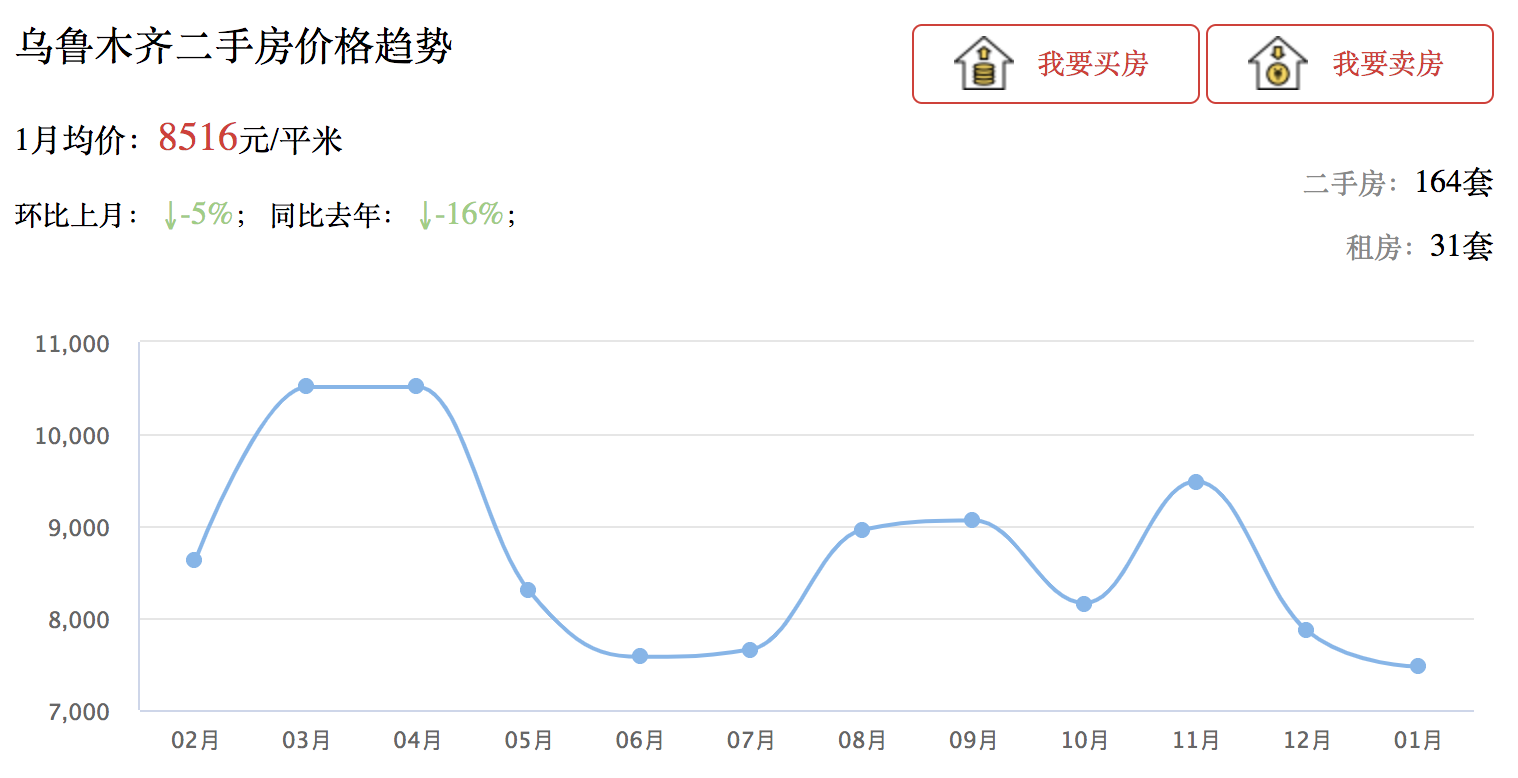 乌鲁木齐二手房价格趋势
我要买房
我要卖房
1月均价：8516元/平米
环比上月：↓-5%；同比去年：↓-16%；
二手房：164套
租房：31套
11,000
10,000
9,000
8,000
7,000
02月 03月 04月 05月 06月 07月 08月 09月 10月 11月 12月 01月